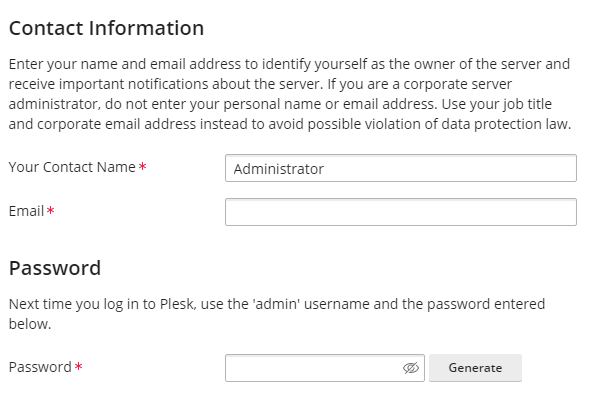 Contact Information
Enter your name and email address to identify yourself as the owner of the server and
receive important notifications about the server. If you are a corporate server
administrator, do not enter your personal name or email address. Use your job title
and corporate email address instead to avoid possible violation of data protection law.
Your Contact Name *
Administrator
Email *
Password
Next time you log in to Plesk, use the 'admin' username and the password entered
below.
Password *
Generate